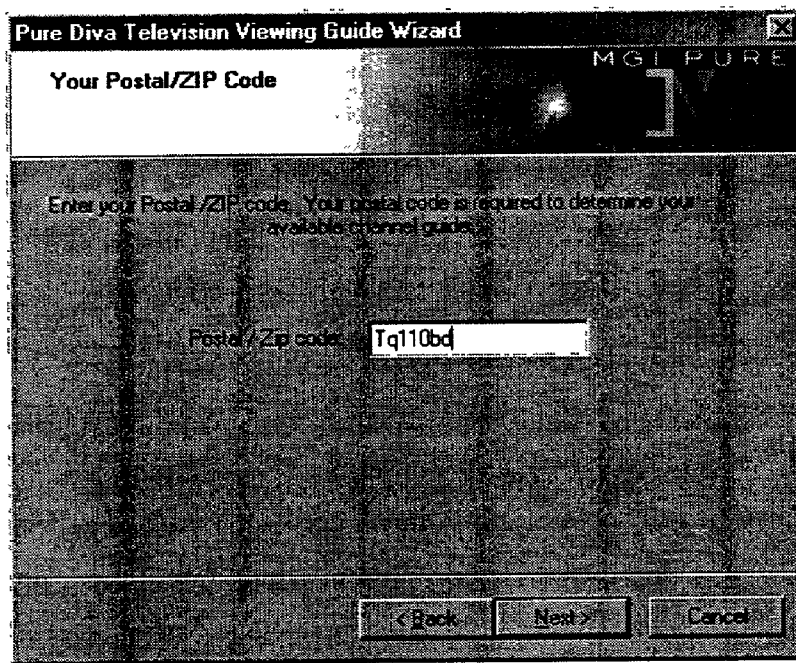 Pure Diva Television Viewing Guide Wizard
MGI PURE
Your Postal/ZIP Code
Enter your Postal /ZIP code. Your postal code is required to determine your
available channel guide.
Postal / Zip code:
Tq110bd
< Back
Next >
Cancel